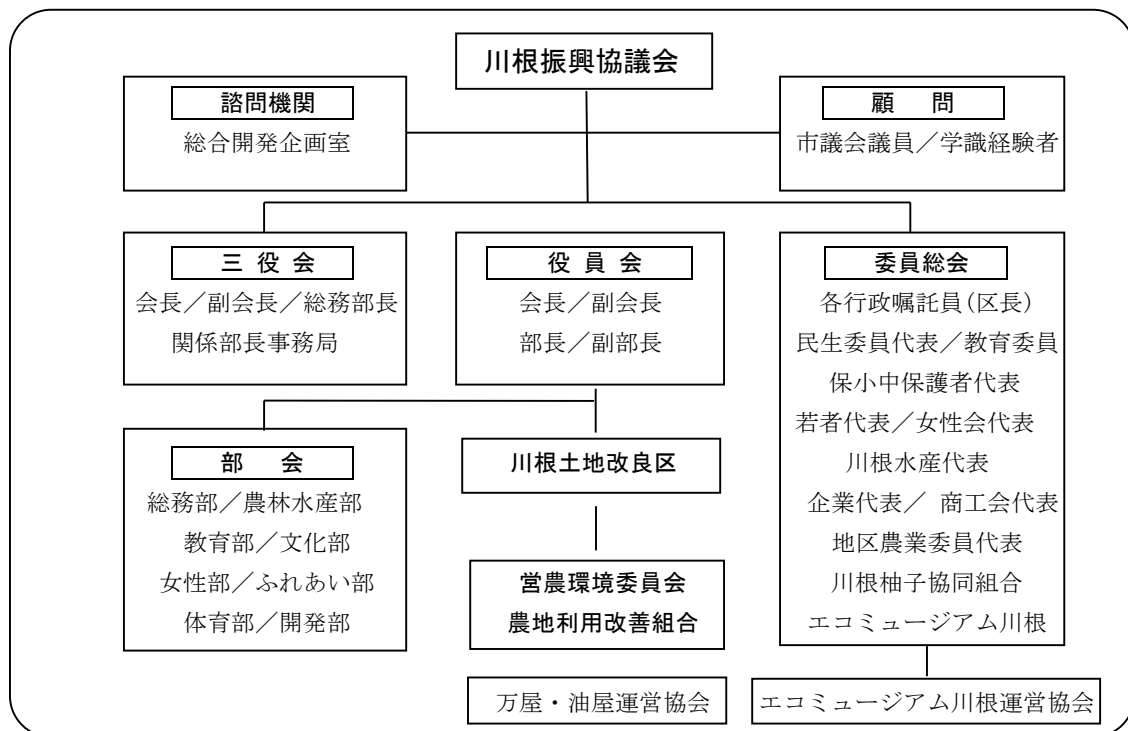 川根振興協議会
諮問機関
総合開発企画室
顧　問
市議会議員／学識経験者
三 役 会
会長／副会長／総務部長
関係部長事務局
役 員 会
会長／副会長
部長／副部長
委員総会
各行政嘱託員(区長)
民生委員代表／教育委員
保小中保護者代表
若者代表／女性会代表
川根水産代表
企業代表／ 商工会代表
地区農業委員代表
川根柚子協同組合
エコミュージアム川根
部　会
総務部／農林水産部
教育部／文化部
女性部／ふれあい部
体育部／開発部
川根土地改良区
営農環境委員会
農地利用改善組合
万屋・油屋運営協会
エコミュージアム川根運営協会